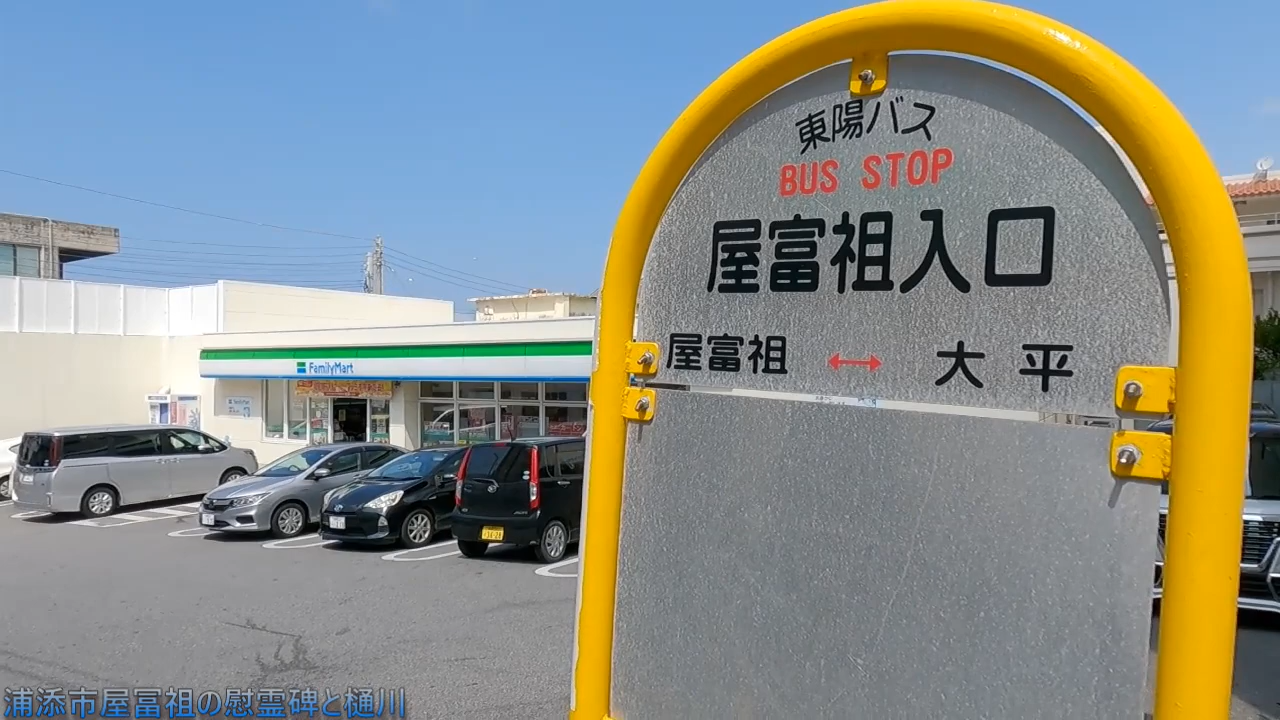 東陽バス
BUS STOP
屋富祖入口
屋富祖 ↔ 大平
FamilyMart
浦添市屋冨祖の慰霊碑と樋川